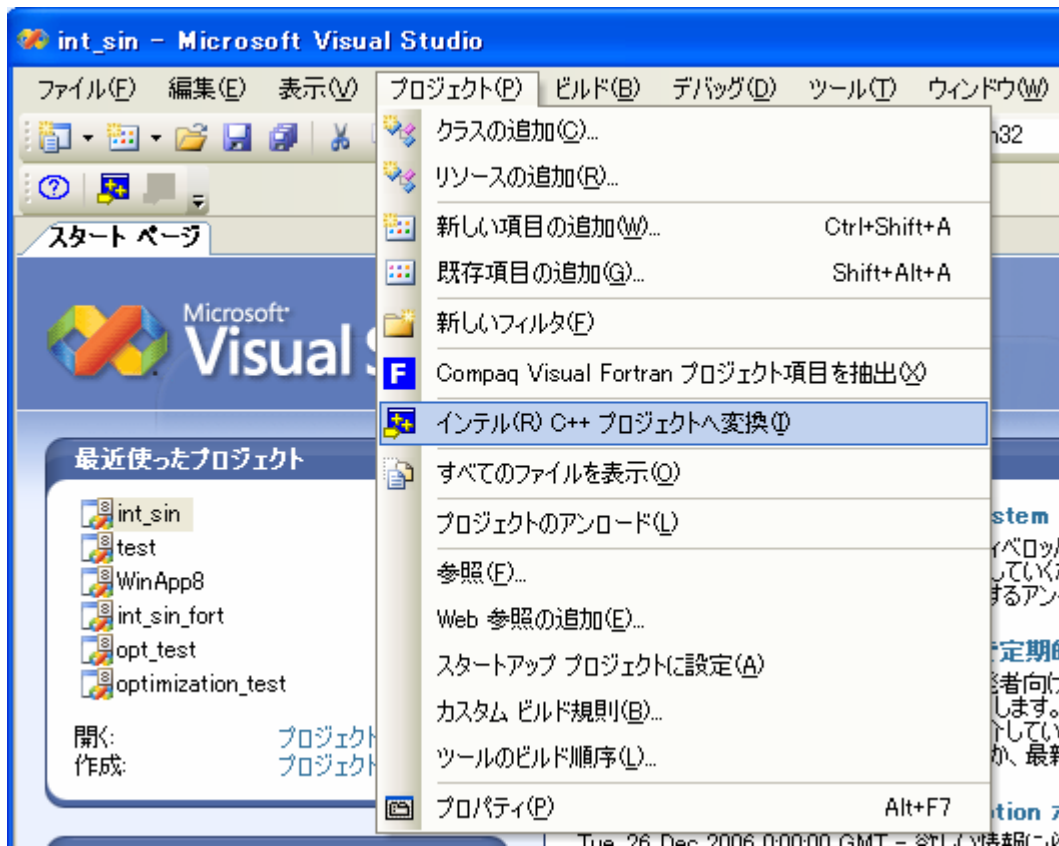 int_sin - Microsoft Visual Studio
ファイル(F) 編集(E) 表示(V) プロジェクト(P) ビルド(B) デバッグ(D) ツール(T) ウィンドウ(W)
クラスの追加(C)...
リソースの追加(R)...
新しい項目の追加(W)... Ctrl+Shift+A
既存項目の追加(G)... Shift+Alt+A
新しいフィルタ(F)
Compaq Visual Fortran プロジェクト項目を抽出(X)
インテル(R) C++ プロジェクトへ変換(I)
すべてのファイルを表示(O)
プロジェクトのアンロード(L)
参照(F)...
Web 参照の追加(E)...
スタートアップ プロジェクトに設定(A)
カスタム ビルド規則(B)...
ツールのビルド順序(L)...
プロパティ(P) Alt+F7
スタート ページ
Microsoft
Visual
最近使ったプロジェクト
int_sin
test
WinApp8
int_sin_fort
opt_test
optimization_test
開く: プロジェクト
作成: プロジェクト
Tue, 26 Dec 2006 0:00:00 GMT -